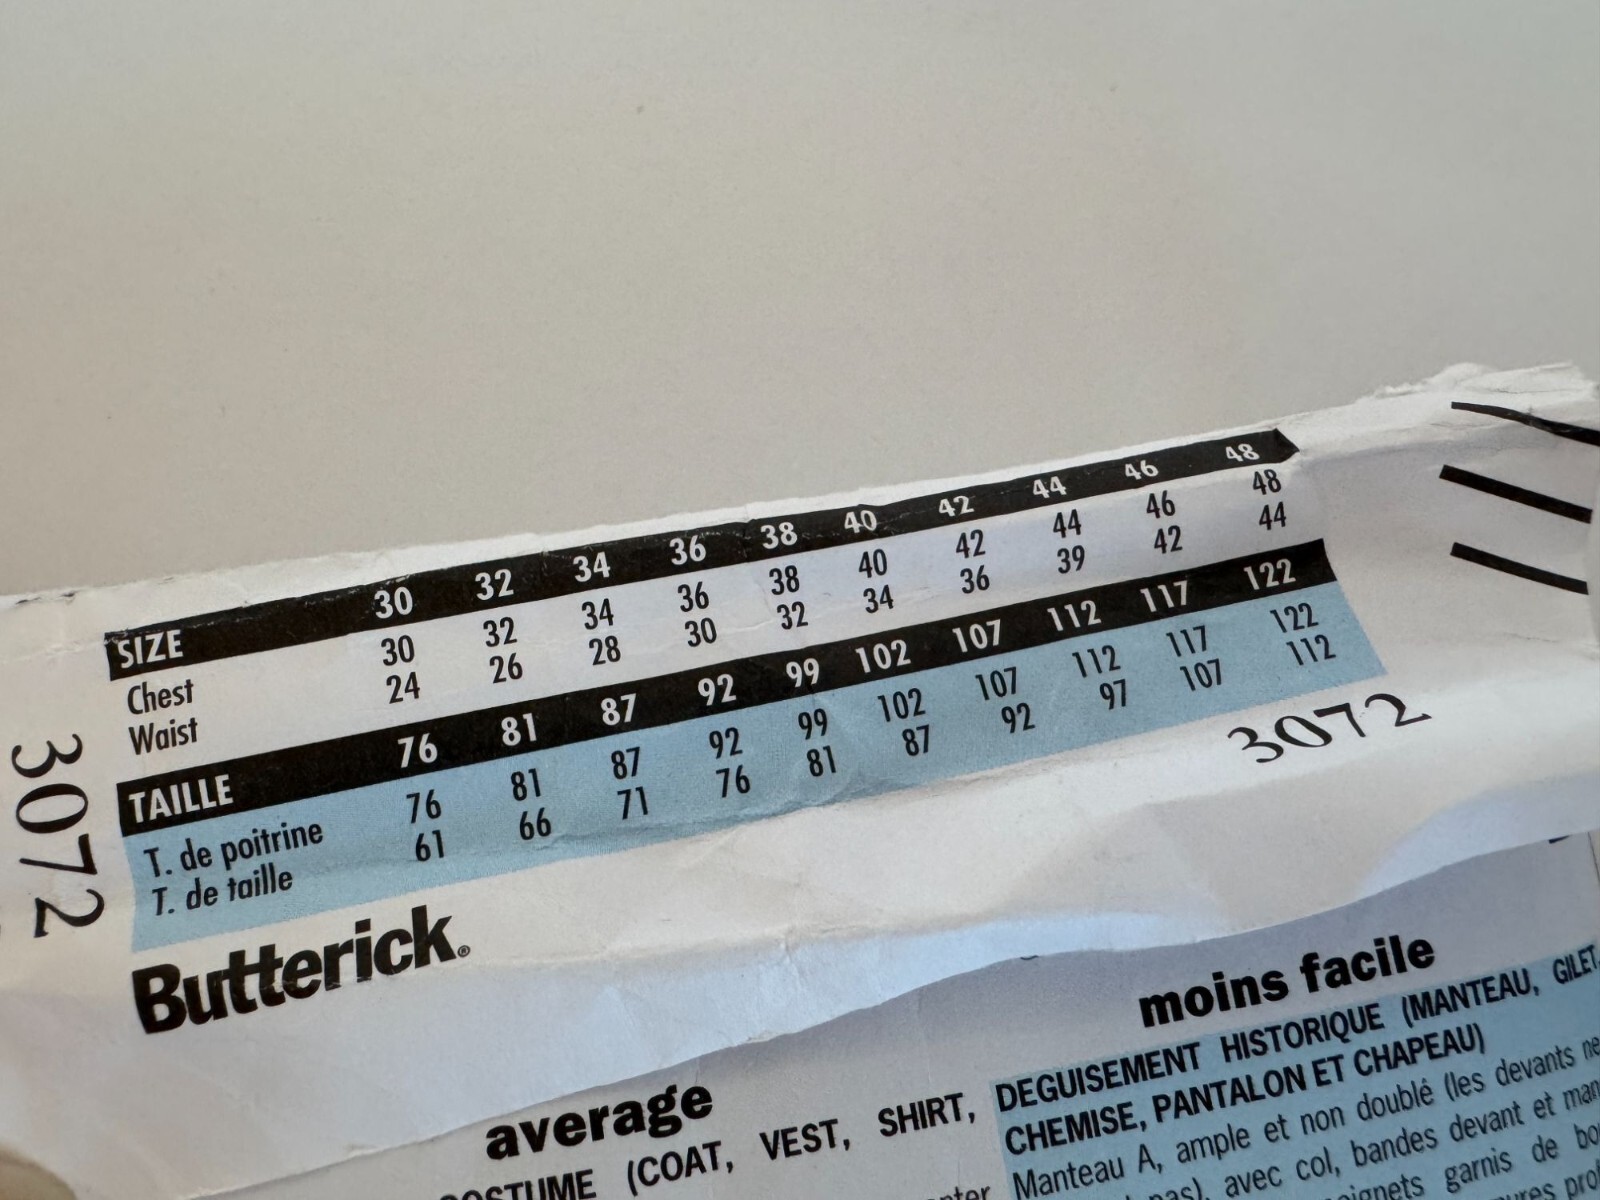 SIZE 30 32 34 36 38 40 42 44 46 48
Chest 30 32 34 36 38 40 42 44 46 48
Waist 24 26 28 30 32 34 36 39 42 44
TAILLE 76 81 87 92 99 102 107 112 117 122
T. de poitrine 76 81 87 92 99 102 107 112 117 122
T. de taille 61 66 71 76 81 87 92 97 107 112
3072
3072
Butterick®
average
(COAT, VEST, SHIRT,
moins facile
DEGUISEMENT HISTORIQUE (MANTEAU, GILET,
CHEMISE, PANTALON ET CHAPEAU)
Manteau A, ample et non doublé (les devants ne
avec col, bandes devant et
garnis de